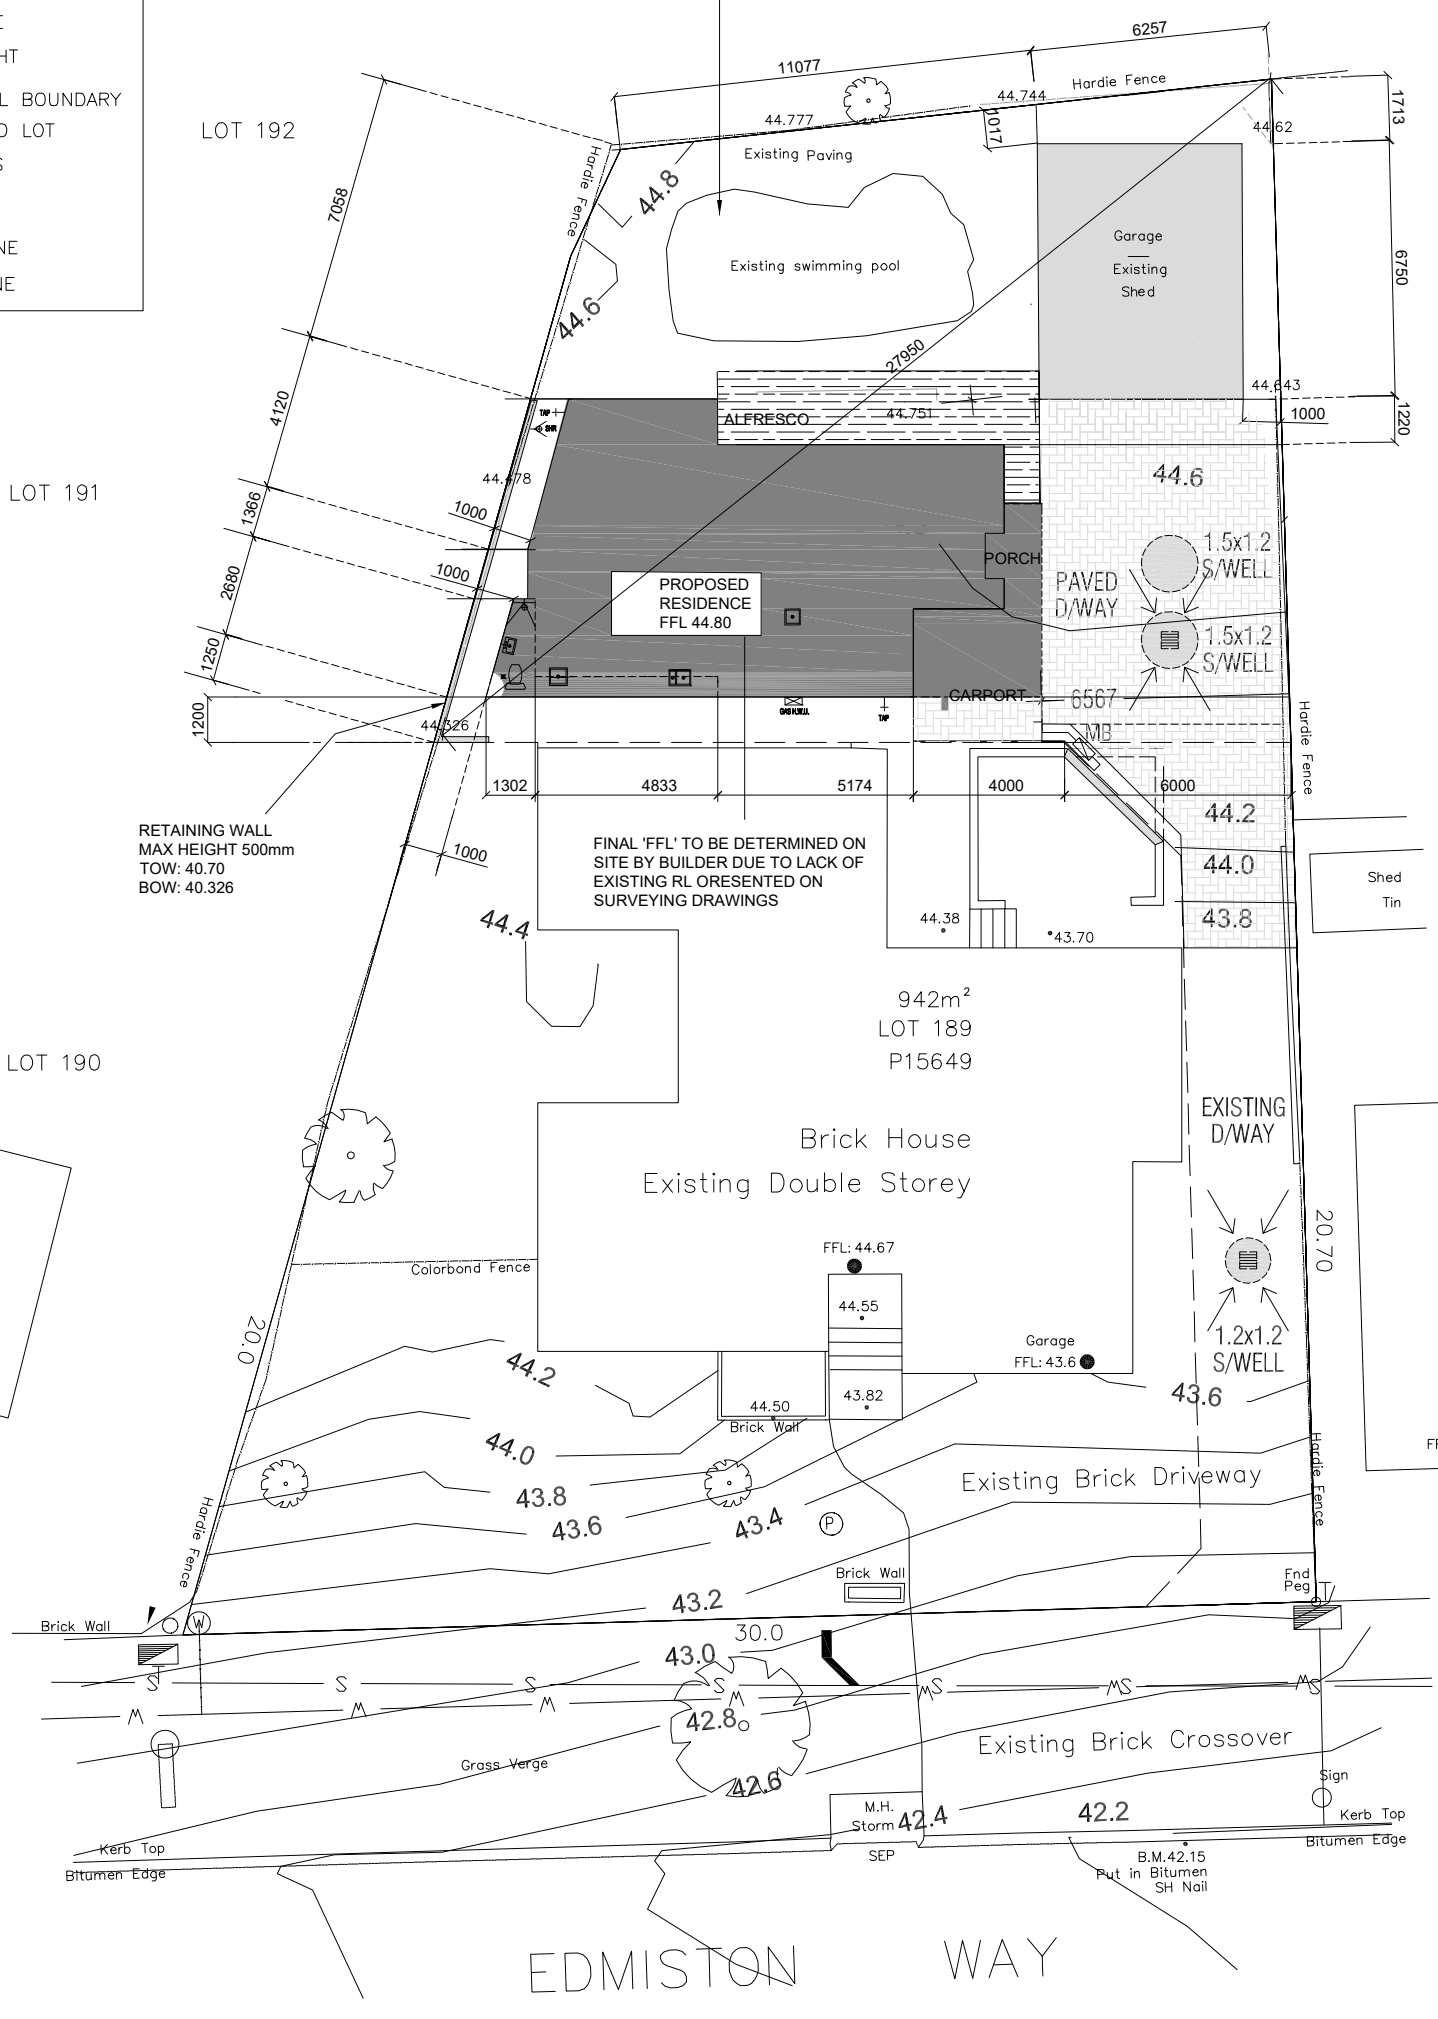 HT
L BOUNDARY
O LOT
S
NE
NE
LOT 192
LOT 191
LOT 190
11077
6257
Hardie Fence
44.744
44.777
1017
1713
44.62
Existing Paving
Hardie Fence
44.8
7058
Garage
Existing
Shed
Existing swimming pool
6750
44.6
27950
4120
44.643
1000
1220
TAP
SHR
ALFRESCO
44.751
44.478
44.6
1366
1000
1.5x1.2
S/WELL
PORCH
PAVED
D/WAY
2680
1000
PROPOSED
RESIDENCE
FFL 44.80
1.5x1.2
S/WELL
1250
CARPORT
6567
GAS H.W.U.
TAP
1200
44.326
MB
Hardie Fence
1302
4833
5174
4000
6000
44.2
RETAINING WALL
MAX HEIGHT 500mm
TOW: 40.70
BOW: 40.326
1000
FINAL 'FFL' TO BE DETERMINED ON
SITE BY BUILDER DUE TO LACK OF
EXISTING RL ORESENTED ON
SURVEYING DRAWINGS
44.0
Shed
Tin
44.4
44.38
43.70
43.8
942m²
LOT 189
P15649
EXISTING
D/WAY
Brick House
Existing Double Storey
20.70
FFL: 44.67
Colorbond Fence
44.55
20.0
Garage
FFL: 43.6
1.2x1.2
S/WELL
44.2
43.82
43.6
44.50
Brick Wall
44.0
Hardie Fence
Existing Brick Driveway
43.8
43.6
43.4
P
Hardie Fence
Brick Wall
Fnd
Peg
43.2
Brick Wall
W
30.0
43.0
S S S S MS MS MS
M M M M
42.8
Existing Brick Crossover
Grass Verge
42.6
Sign
M.H.
Storm
42.4
42.2
Kerb Top
Bitumen Edge
Kerb Top
Bitumen Edge
SEP
B.M.42.15
Put in Bitumen
SH Nail
EDMISTON WAY